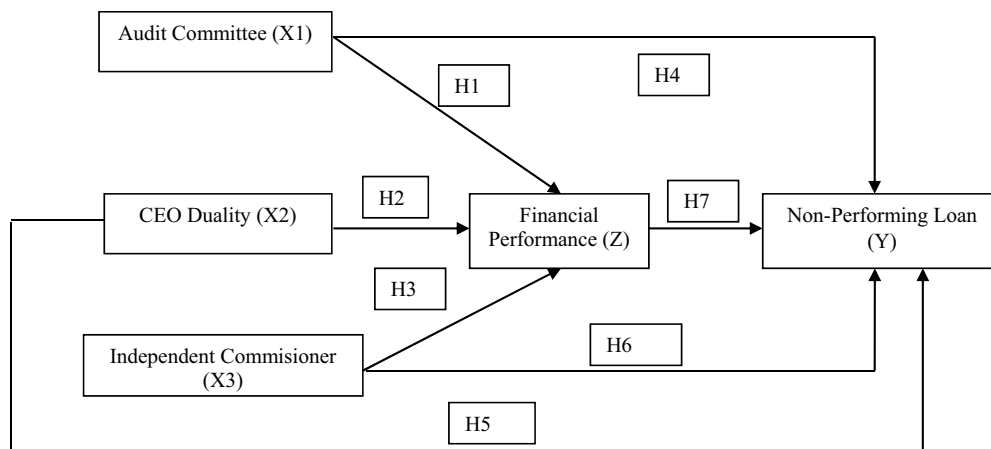 Audit Committee (X1)
H4
H1
H2
H7
CEO Duality (X2)
Financial
Performance (Z)
Non-Performing Loan
(Y)
H3
Independent Commisioner
(X3)
H6
H5